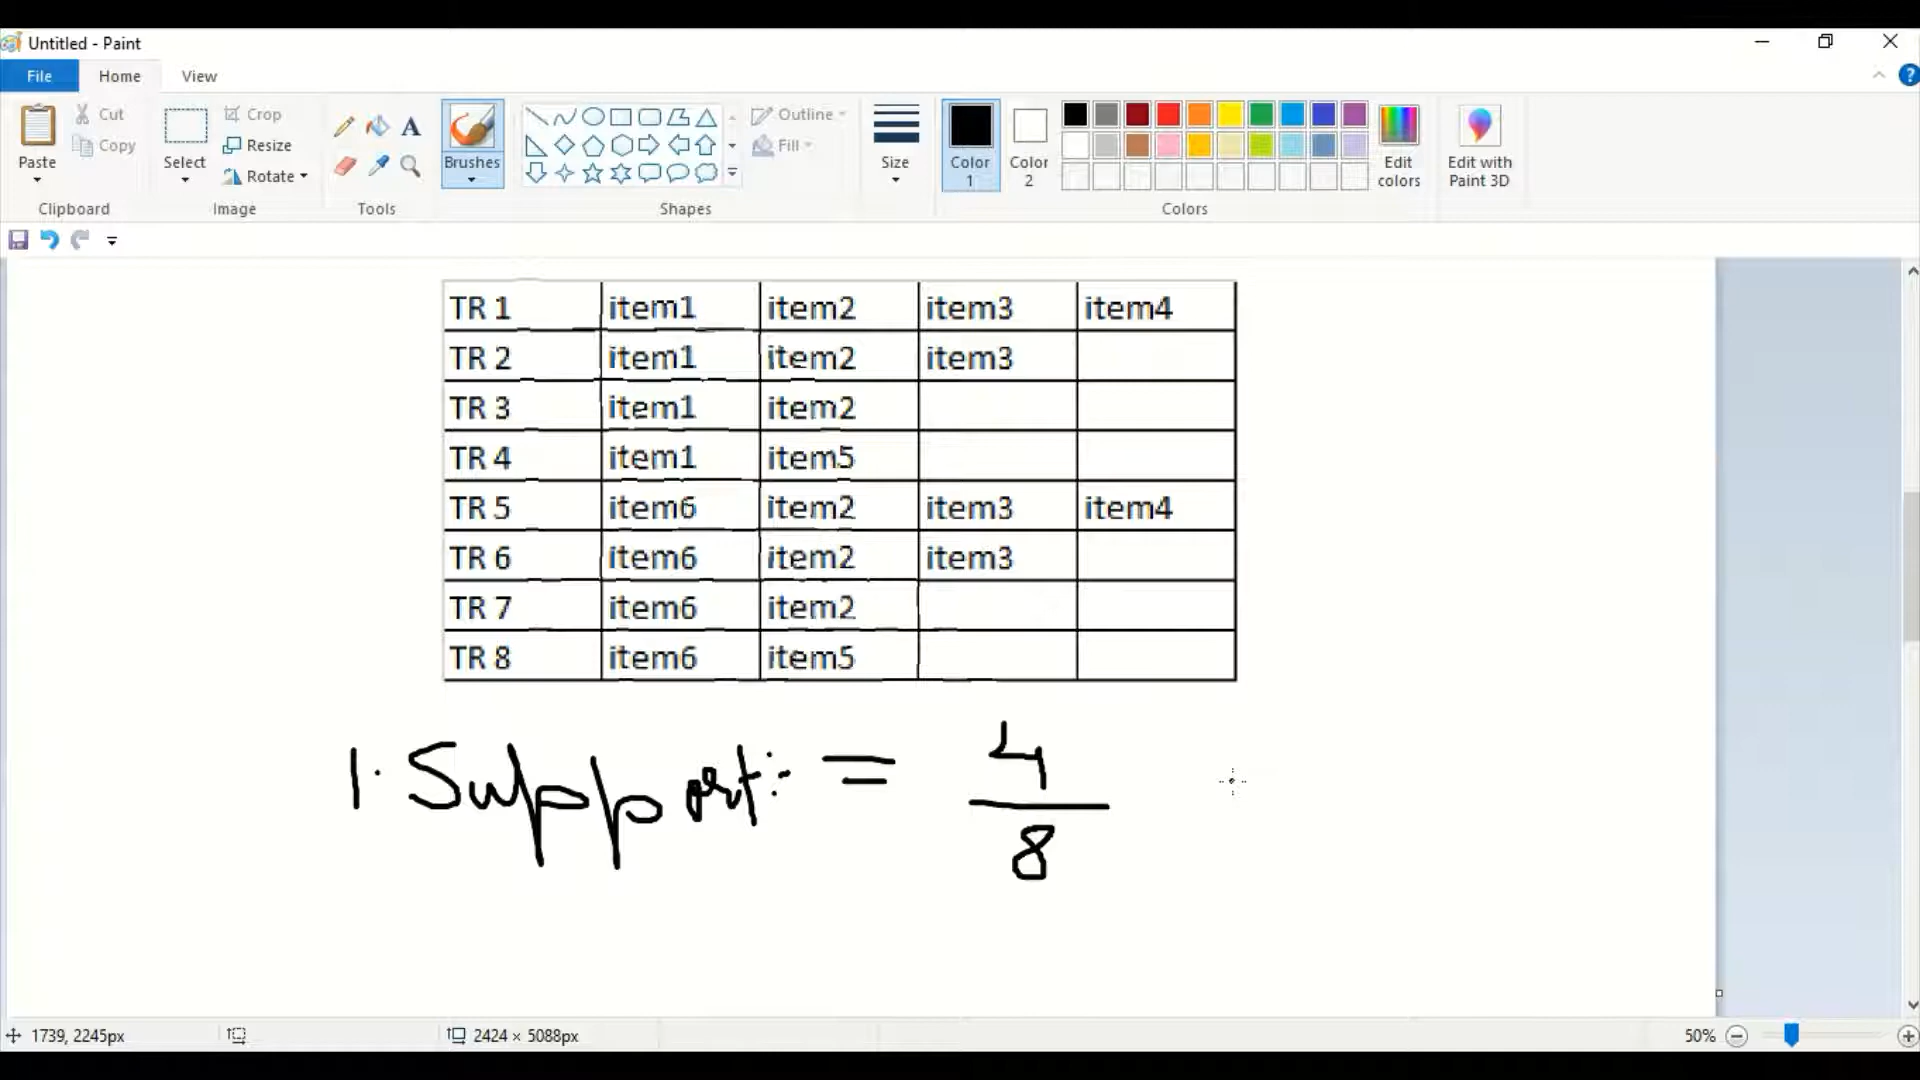 Untitled - Paint
File Home View
Paste Cut Copy Clipboard
Select Crop Resize Rotate Image
A Tools
Brushes
Shapes
Outline Fill
Size
Color 1
Color 2
Colors
Edit colors
Edit with Paint 3D
?
TR 1 item1 item2 item3 item4
TR 2 item1 item2 item3
TR 3 item1 item2
TR 4 item1 item5
TR 5 item6 item2 item3 item4
TR 6 item6 item2 item3
TR 7 item6 item2
TR 8 item6 item5
1. Support:- = 4
8
1739, 2245px 2424 × 5088px 50%